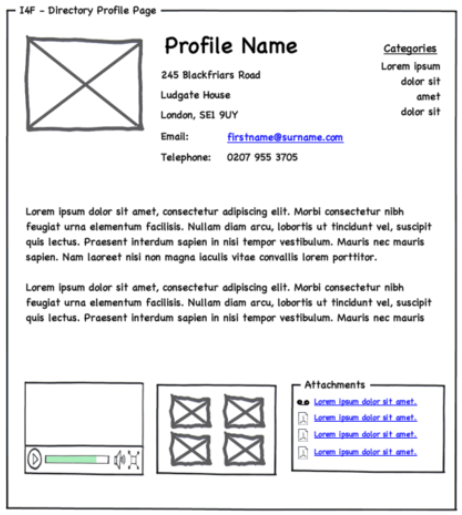 I4F - Directory Profile Page
Profile Name
245 Blackfriars Road
Ludgate House
London, SE1 9UY
Email: firstname@surname.com
Telephone: 0207 955 3705
Categories
Lorem ipsum
dolor sit
amet
dolor sit
Lorem ipsum dolor sit amet, consectetur adipiscing elit. Morbi consectetur nibh
feugiat urna elementum facilisis. Nullam diam arcu, lobortis ut tincidunt vel, suscipit
quis lectus. Praesent interdum sapien in nisi tempor vestibulum. Mauris nec mauris
sapien. Nam laoreet nisi non magna iaculis vitae convallis lorem porttitor.
Lorem ipsum dolor sit amet, consectetur adipiscing elit. Morbi consectetur nibh
feugiat urna elementum facilisis. Nullam diam arcu, lobortis ut tincidunt vel, suscipit
quis lectus. Praesent interdum sapien in nisi tempor vestibulum. Mauris nec mauris
Attachments
Lorem ipsum dolor sit amet.
Lorem ipsum dolor sit amet.
Lorem ipsum dolor sit amet.
Lorem ipsum dolor sit amet.